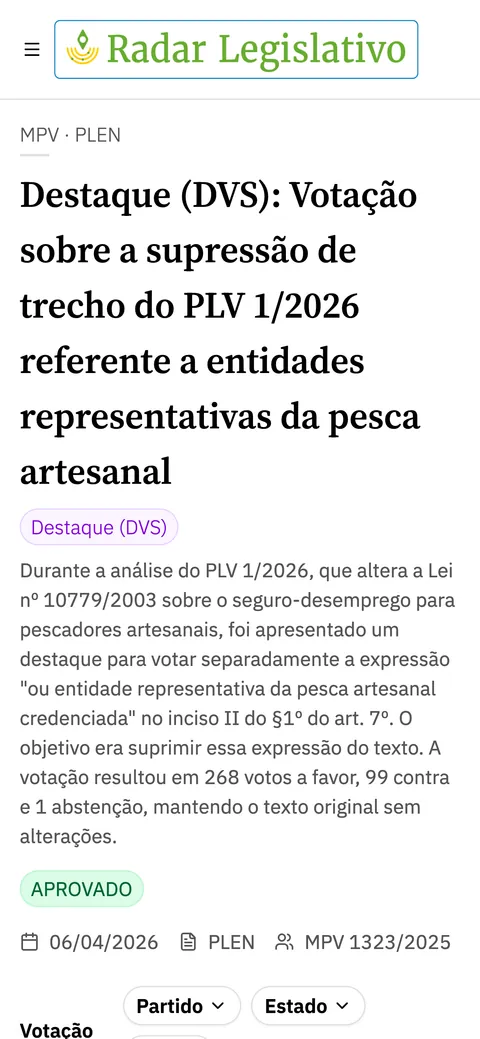 Radar Legislativo
MPV · PLEN
Destaque (DVS): Votação
sobre a supressão de
trecho do PLV 1/2026
referente a entidades
representativas da pesca
artesanal
Destaque (DVS)
Durante a análise do PLV 1/2026, que altera a Lei
nº 10779/2003 sobre o seguro-desemprego para
pescadores artesanais, foi apresentado um
destaque para votar separadamente a expressão
"ou entidade representativa da pesca artesanal
credenciada" no inciso II do §1º do art. 7º. O
objetivo era suprimir essa expressão do texto. A
votação resultou em 268 votos a favor, 99 contra
e 1 abstenção, mantendo o texto original sem
alterações.
APROVADO
06/04/2026 PLEN MPV 1323/2025
Partido Estado
Votação